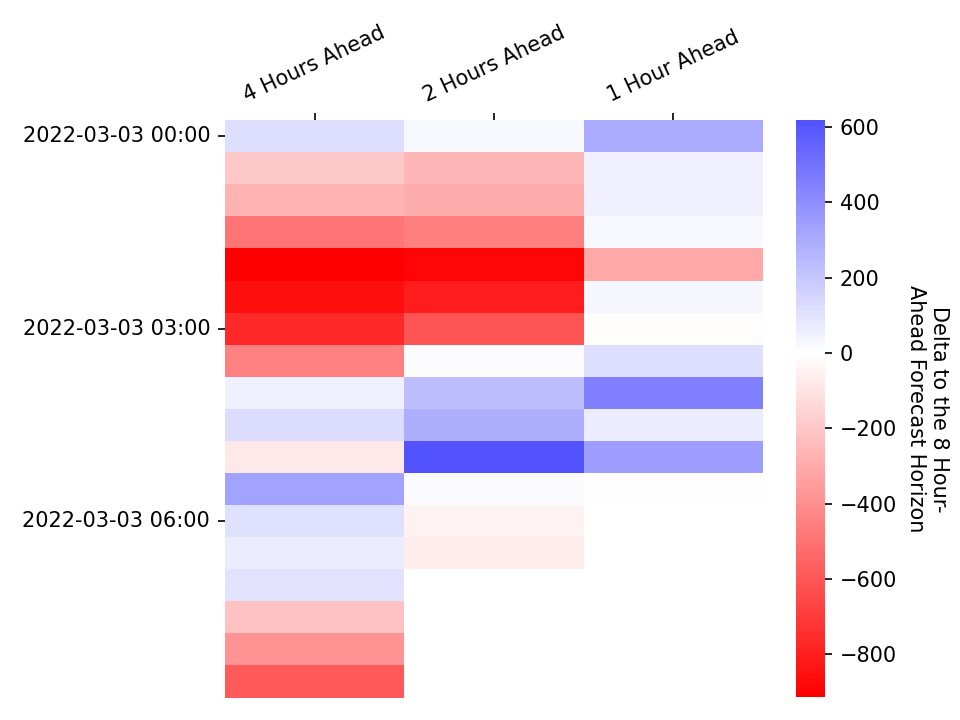 4 Hours Ahead
2 Hours Ahead
1 Hour Ahead
2022-03-03 00:00
2022-03-03 03:00
2022-03-03 06:00
600
400
200
0
−200
−400
−600
−800
Delta to the 8 Hour-
Ahead Forecast Horizon